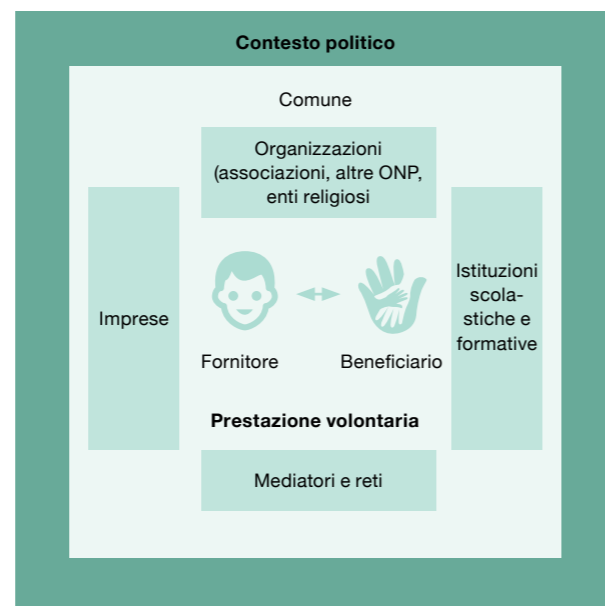 Contesto politico
Comune
Organizzazioni
(associazioni, altre ONP,
enti religiosi
Imprese
Istituzioni
scola-
stiche e
formative
Fornitore
Beneficiario
Prestazione volontaria
Mediatori e reti